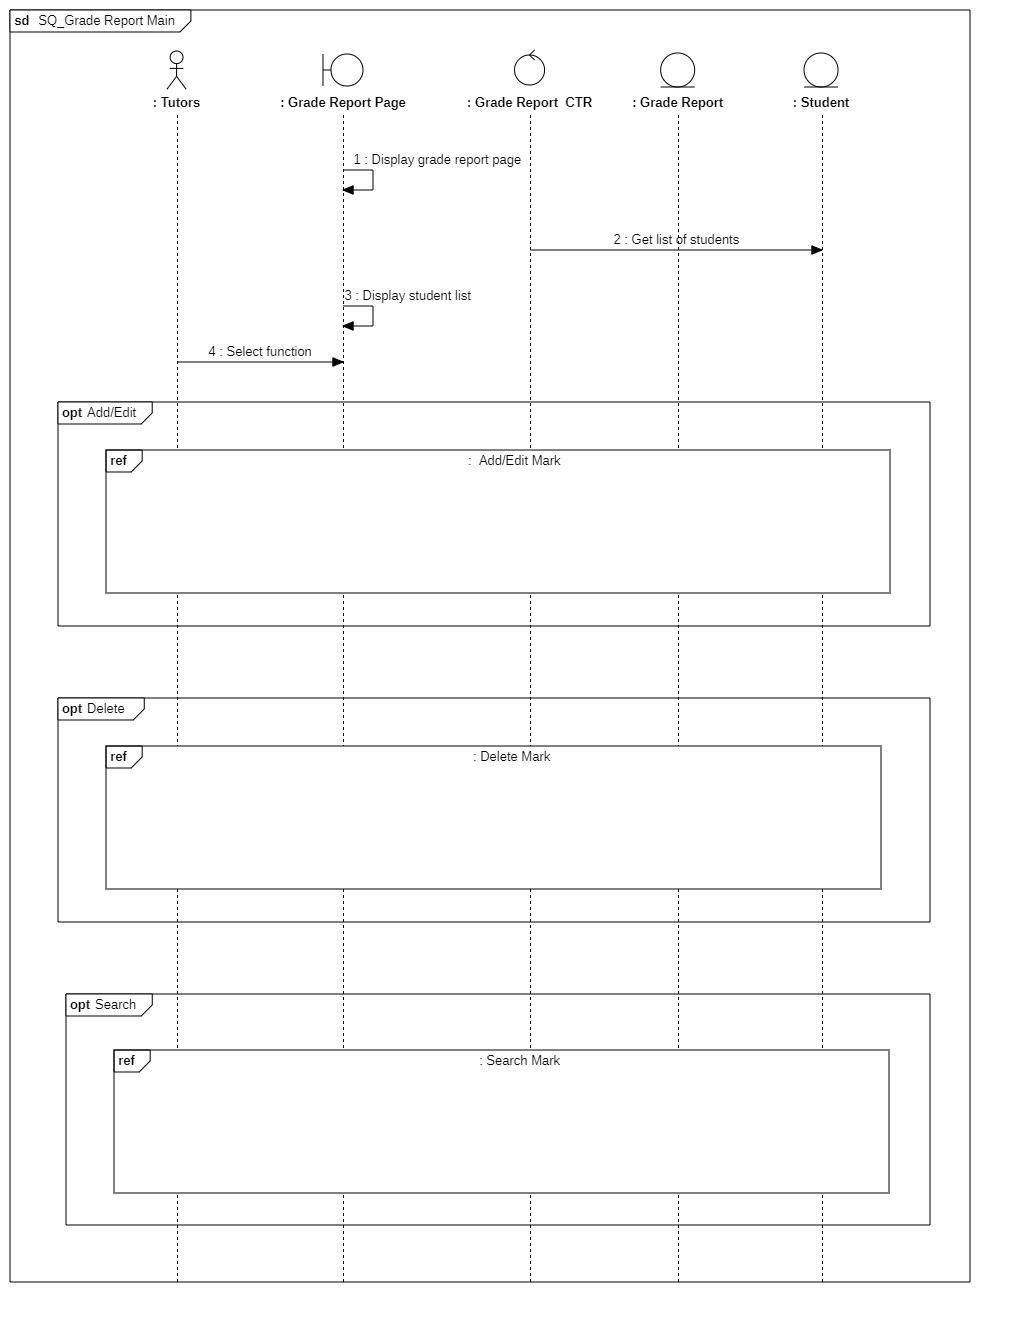 sd SQ_Grade Report Main
: Tutors
: Grade Report Page
: Grade Report CTR
: Grade Report
: Student
1 : Display grade report page
2 : Get list of students
3 : Display student list
4 : Select function
opt Add/Edit
ref
: Add/Edit Mark
opt Delete
ref
: Delete Mark
opt Search
ref
: Search Mark